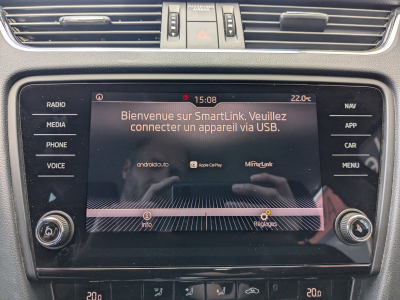 15:08
22.0°C
RADIO
MEDIA
PHONE
VOICE
Bienvenue sur SmartLink. Veuillez
connecter un appareil via USB.
androidauto
Apple CarPlay
MirrorLink
Info
Réglages
NAV
APP
CAR
MENU
20.0
20.0